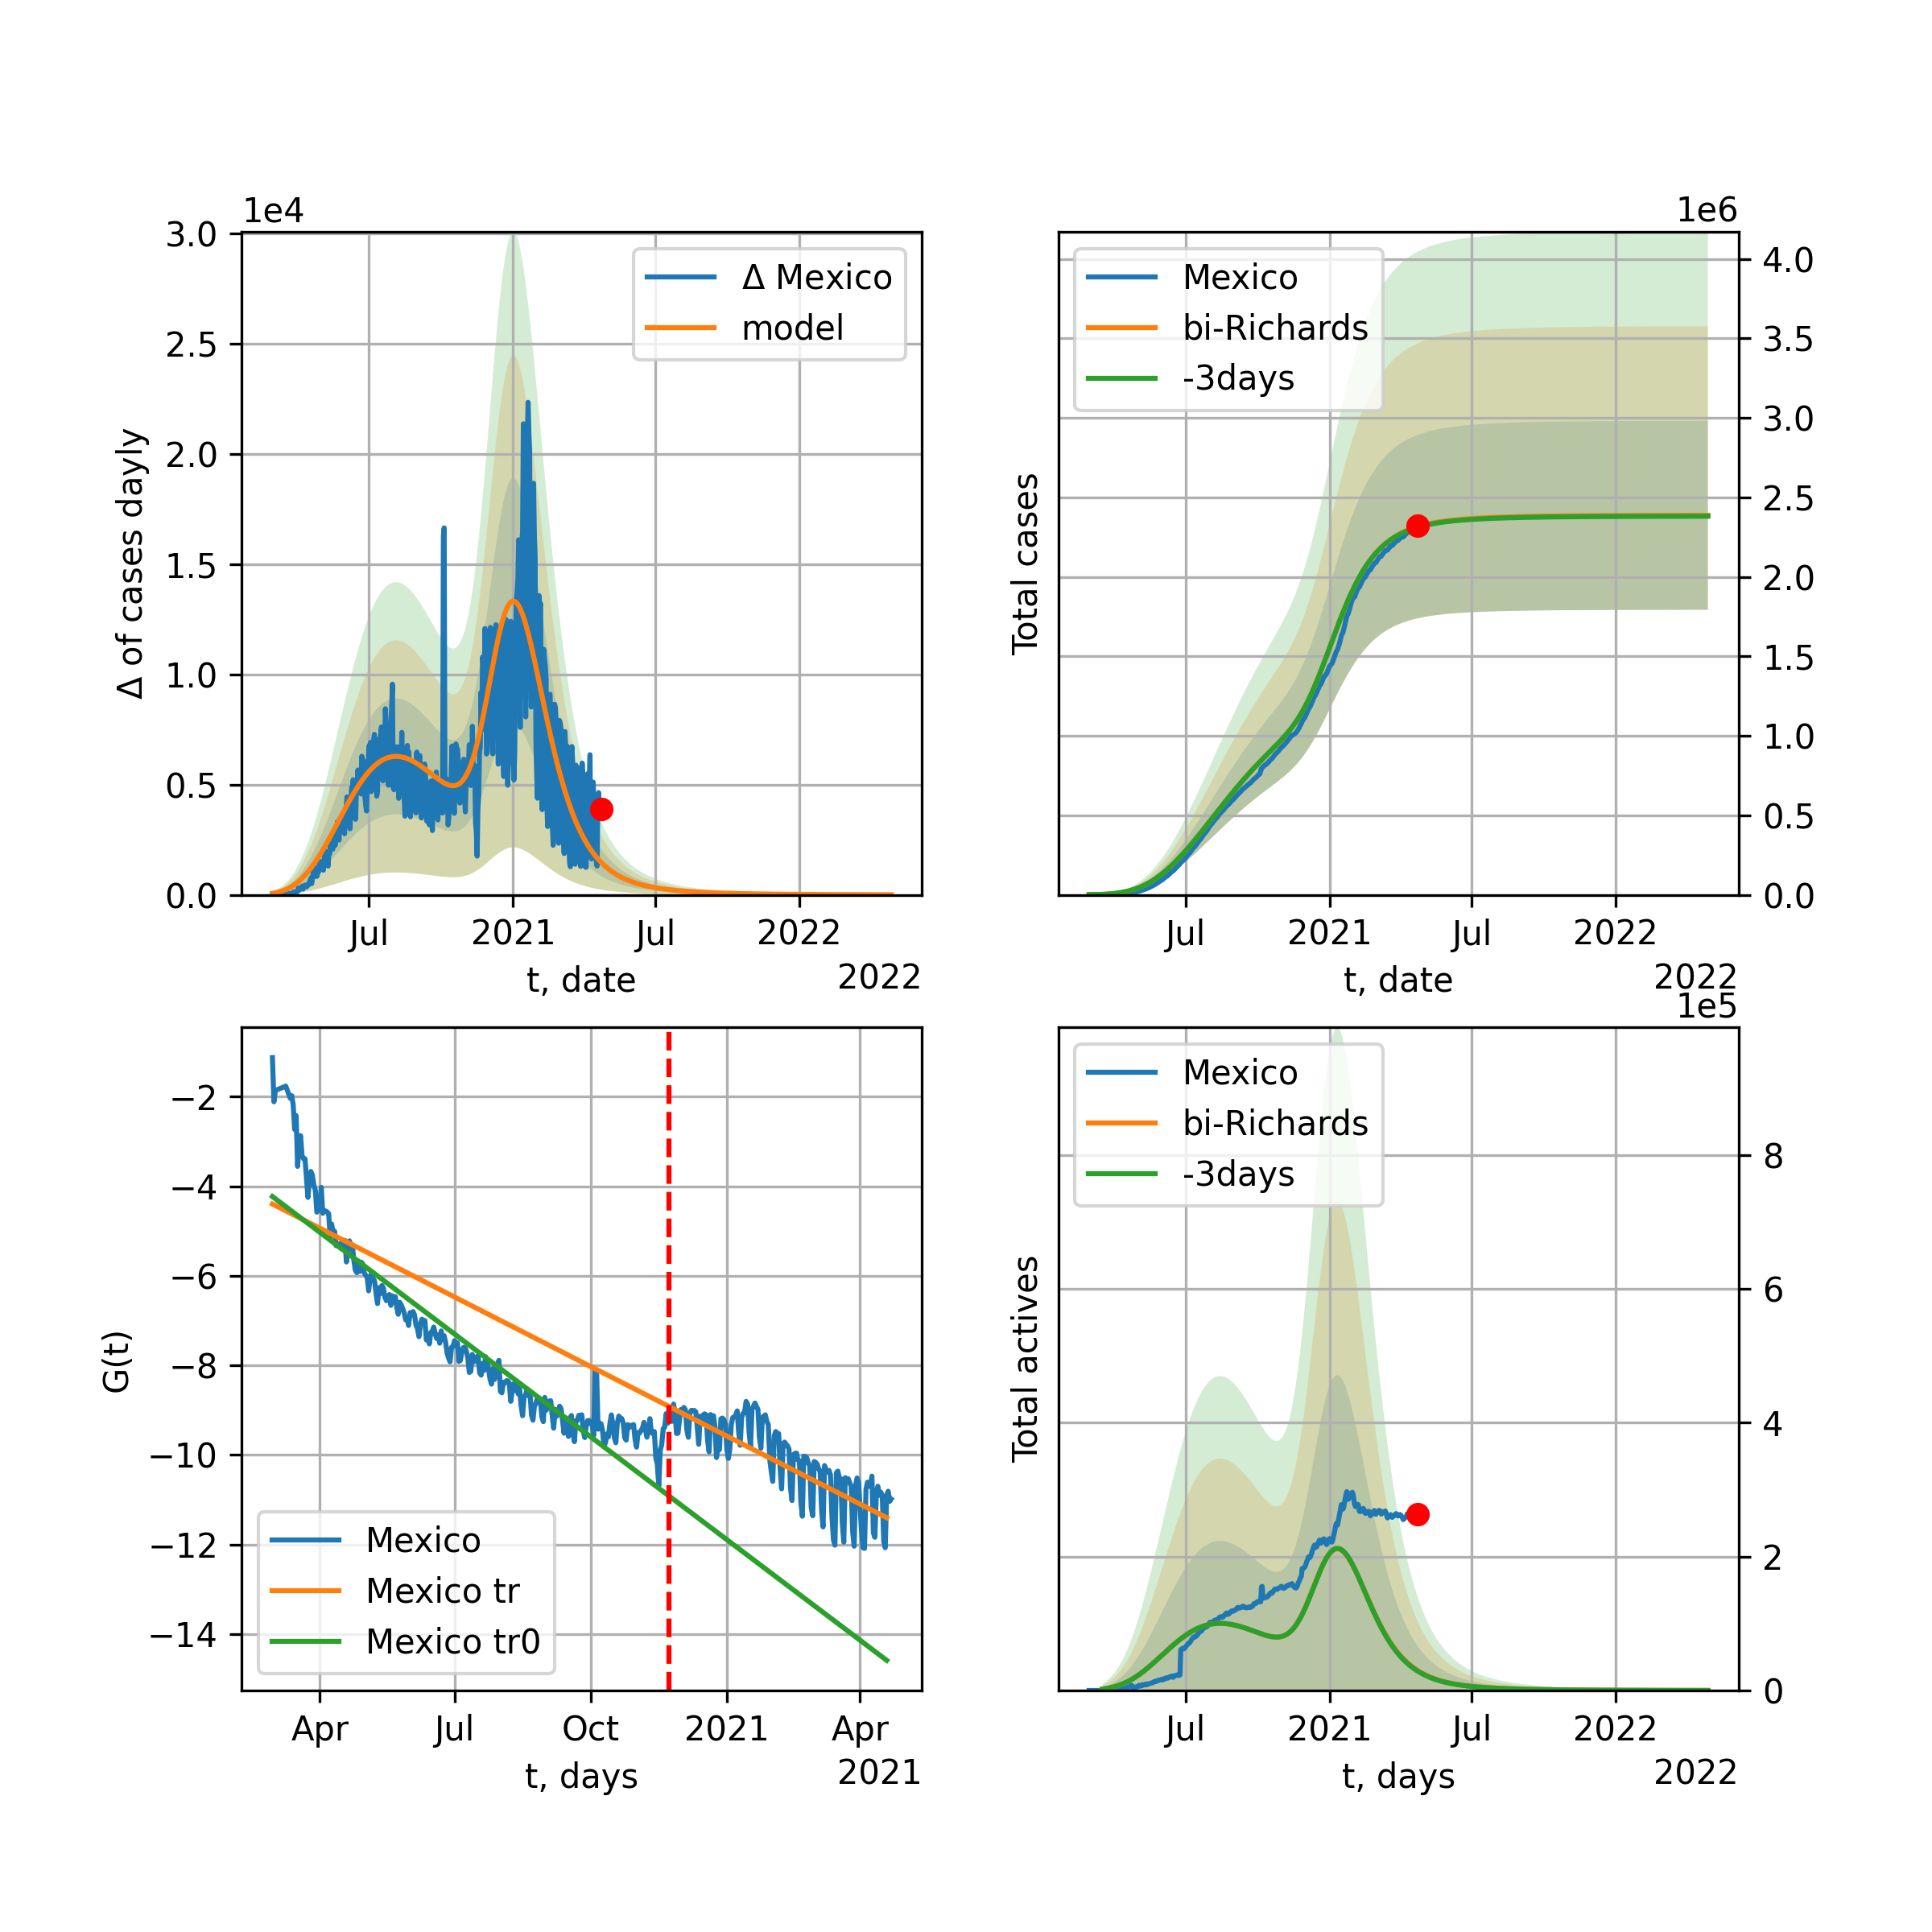 1e4
3.0
2.5
2.0
1.5
1.0
0.5
0.0
Δ of cases dayly
Δ Mexico
model
Jul
2021
Jul
2022
t, date
2022
1e6
Mexico
bi-Richards
-3days
Total cases
4.0
3.5
3.0
2.5
2.0
1.5
1.0
0.5
0.0
Jul
2021
Jul
2022
t, date
2022
−2
−4
−6
−8
−10
−12
−14
G(t)
Mexico
Mexico tr
Mexico tr0
Apr
Jul
Oct
2021
Apr
t, days
2021
1e5
Mexico
bi-Richards
-3days
Total actives
8
6
4
2
0
Jul
2021
Jul
2022
t, days
2022